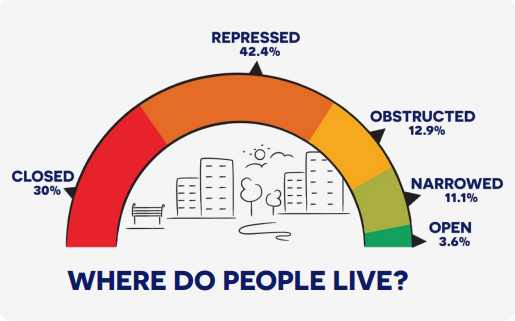 REPRESSED
42.4%
OBSTRUCTED
12.9%
CLOSED
30%
NARROWED
11.1%
OPEN
3.6%
WHERE DO PEOPLE LIVE?